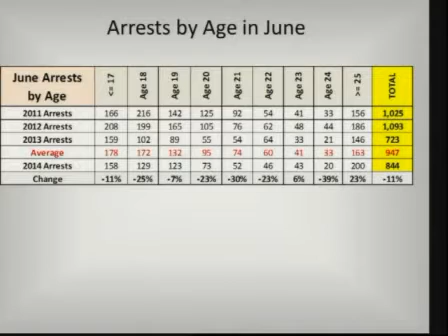 Arrests by Age in June
June Arrests by Age <= 17 Age 18 Age 19 Age 20 Age 21 Age 22 Age 23 Age 24 >= 25 TOTAL
2011 Arrests 166 216 142 125 92 54 41 33 156 1,025
2012 Arrests 208 199 165 105 76 62 48 44 186 1,093
2013 Arrests 159 102 89 55 54 64 33 21 146 723
Average 178 172 132 95 74 60 41 33 163 947
2014 Arrests 158 129 123 73 52 46 43 20 200 844
Change -11% -25% -7% -23% -30% -23% 6% -39% 23% -11%